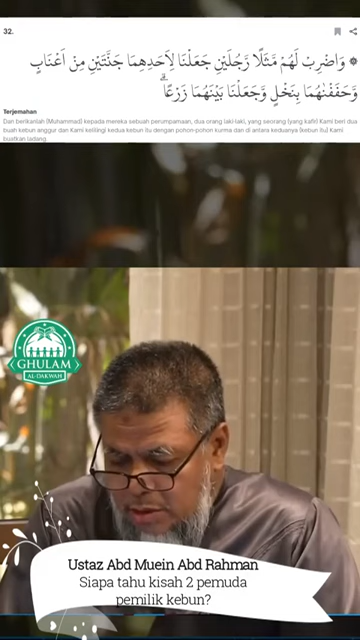 32.
۞ وَاضْرِبْ لَهُمْ مَّثَلًا رَّجُلَيْنِ جَعَلْنَا لِاَحَدِهِمَا جَنَّتَيْنِ مِنْ اَعْنَابٍ
وَّحَفَفْنٰهُمَا بِنَخْلٍ وَّجَعَلْنَا بَيْنَهُمَا زَرْعًاۗ
Terjemahan
Dan berikanlah (Muhammad) kepada mereka sebuah perumpamaan, dua orang laki-laki, yang seorang (yang kafir) Kami beri dua
buah kebun anggur dan Kami kelilingi kedua kebun itu dengan pohon-pohon kurma dan di antara keduanya (kebun itu) Kami
buatkan ladang.
GHULAM
AL-DAKWAH
Ustaz Abd Muein Abd Rahman
Siapa tahu kisah 2 pemuda
pemilik kebun?